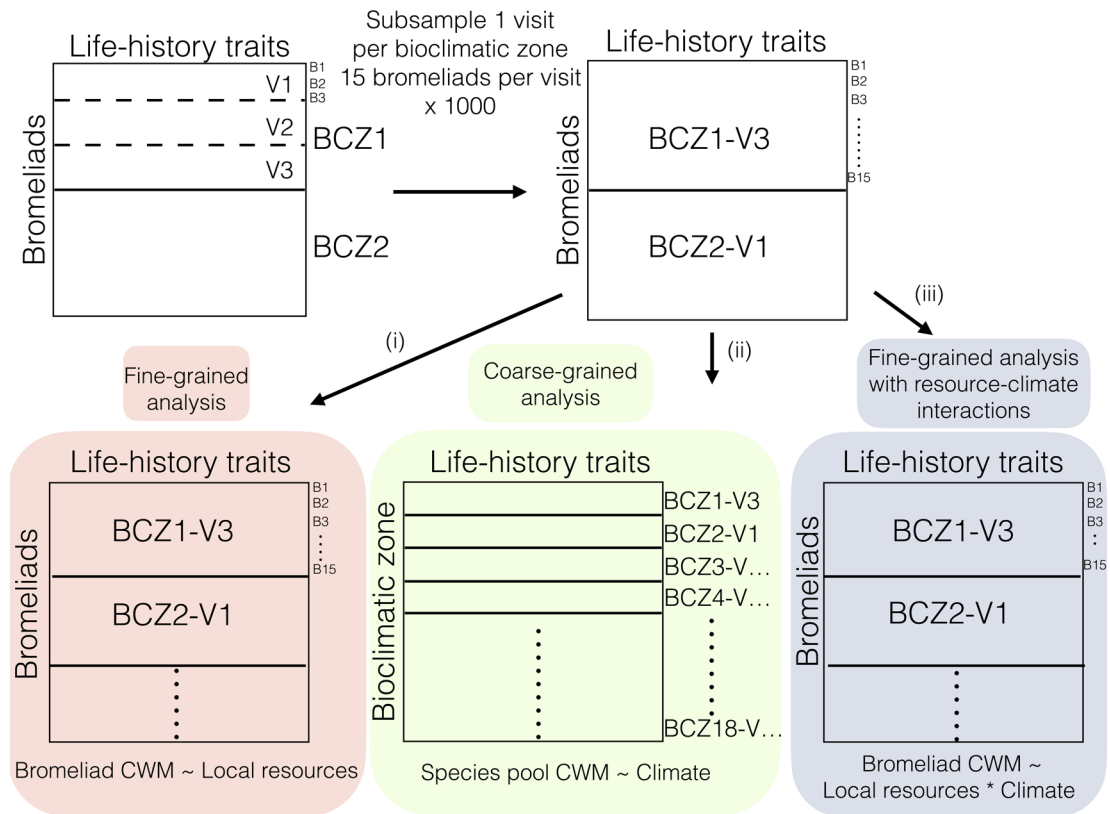 Life-history traits
Bromeliads
V1
V2
V3
B1
B2
B3
BCZ1
BCZ2
Subsample 1 visit
per bioclimatic zone
15 bromeliads per visit
x 1000
Life-history traits
Bromeliads
BCZ1-V3
BCZ2-V1
B1
B2
B3
B15
(i)
(ii)
(iii)
Fine-grained
analysis
Life-history traits
Bromeliads
BCZ1-V3
BCZ2-V1
B1
B2
B3
B15
Bromeliad CWM ~ Local resources
Coarse-grained
analysis
Life-history traits
Bioclimatic zone
BCZ1-V3
BCZ2-V1
BCZ3-V...
BCZ4-V...
BCZ18-V...
Species pool CWM ~ Climate
Fine-grained analysis
with resource-climate
interactions
Life-history traits
Bromeliads
BCZ1-V3
BCZ2-V1
B1
B2
B3
B15
Bromeliad CWM ~
Local resources * Climate